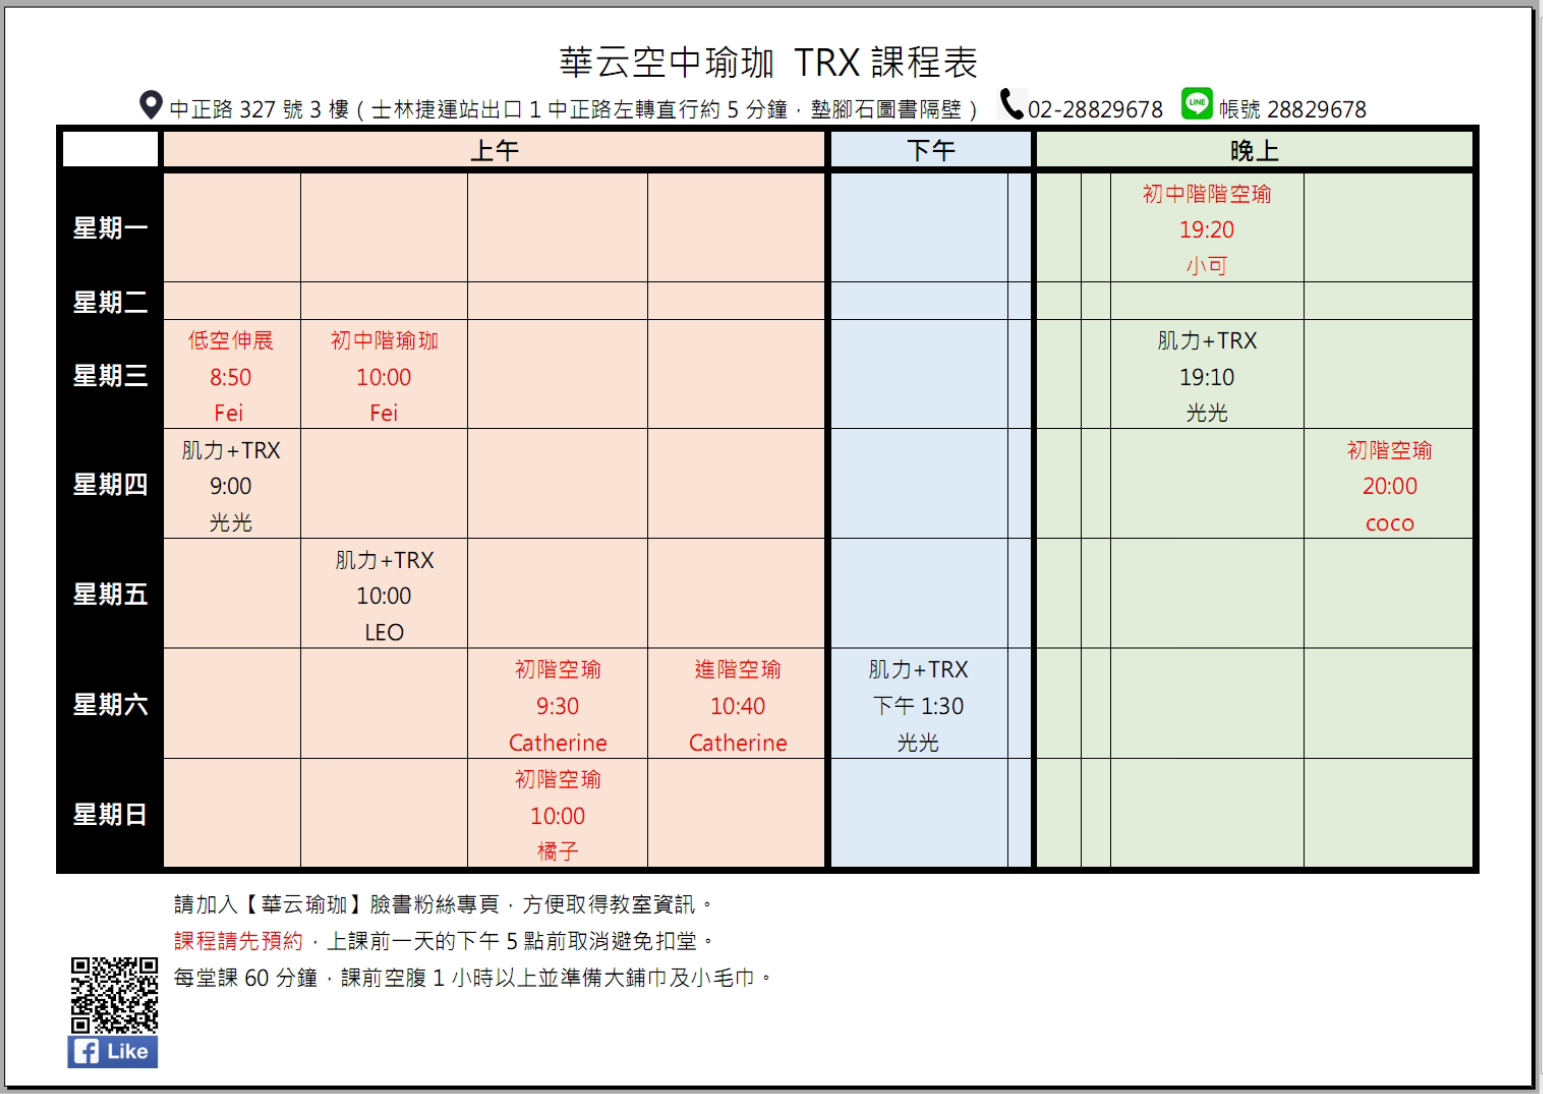 華云空中瑜珈 TRX 課程表
中正路 327 號 3 樓（士林捷運站出口 1 中正路左轉直行約 5 分鐘，墊腳石圖書隔壁） 02-28829678 LINE 帳號 28829678
上午 下午 晚上
星期一
初中階階空瑜
19:20
小可
星期二
星期三
低空伸展
8:50
Fei
初中階瑜珈
10:00
Fei
肌力+TRX
19:10
光光
星期四
肌力+TRX
9:00
光光
初階空瑜
20:00
coco
星期五
肌力+TRX
10:00
LEO
星期六
初階空瑜
9:30
Catherine
進階空瑜
10:40
Catherine
肌力+TRX
下午 1:30
光光
星期日
初階空瑜
10:00
橘子
請加入【華云瑜珈】臉書粉絲專頁，方便取得教室資訊。
課程請先預約，上課前一天的下午 5 點前取消避免扣堂。
每堂課 60 分鐘，課前空腹 1 小時以上並準備大鋪巾及小毛巾。
f Like